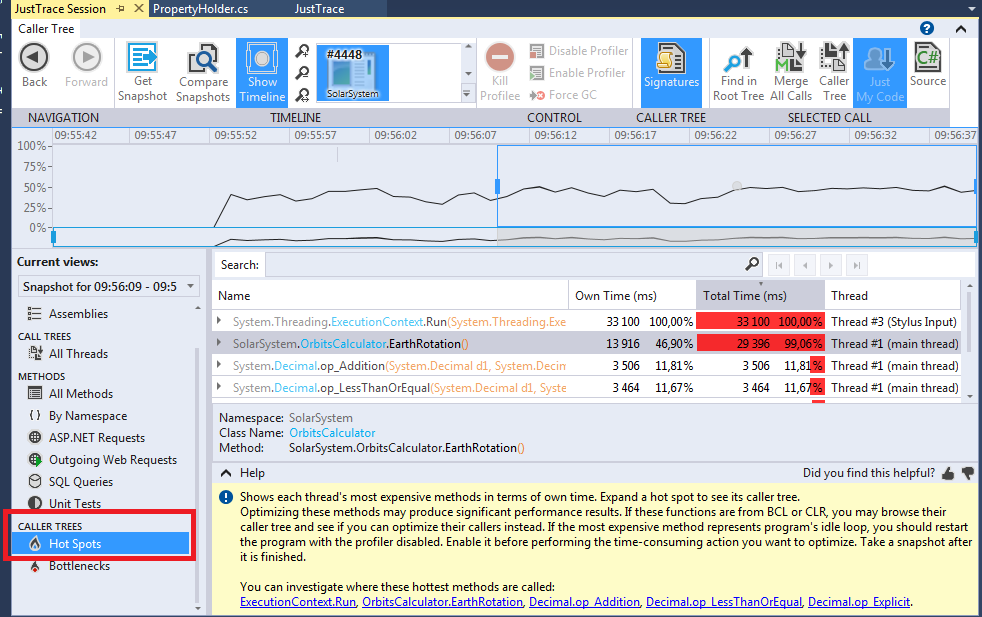 JustTrace Session PropertyHolder.cs JustTrace
Caller Tree
Back Forward Get Snapshot Compare Snapshots Show Timeline #4448 SolarSystem Kill Profilee Disable Profiler Enable Profiler Force GC Signatures Find in Root Tree Merge All Calls Caller Tree Just My Code Source
NAVIGATION TIMELINE CONTROL CALLER TREE SELECTED CALL
09:55:42 09:55:47 09:55:52 09:55:57 09:56:02 09:56:07 09:56:12 09:56:17 09:56:22 09:56:27 09:56:32 09:56:37
100%
75%
50%
25%
0%
Current views:
Snapshot for 09:56:09 - 09:5
Assemblies
CALL TREES
All Threads
METHODS
All Methods
By Namespace
ASP.NET Requests
Outgoing Web Requests
SQL Queries
Unit Tests
CALLER TREES
Hot Spots
Bottlenecks
Search:
Name Own Time (ms) Total Time (ms) Thread
System.Threading.ExecutionContext.Run(System.Threading.Exe 33 100 100,00% 33 100 100,00% Thread #3 (Stylus Input)
SolarSystem.OrbitsCalculator.EarthRotation() 13 916 46,90% 29 396 99,06% Thread #1 (main thread)
System.Decimal.op_Addition(System.Decimal d1, System.Decim 3 506 11,81% 3 506 11,81% Thread #1 (main thread)
System.Decimal.op_LessThanOrEqual(System.Decimal d1, Syste 3 464 11,67% 3 464 11,67% Thread #1 (main thread)
Namespace: SolarSystem
Class Name: OrbitsCalculator
Method: SolarSystem.OrbitsCalculator.EarthRotation()
Help Did you find this helpful?
Shows each thread's most expensive methods in terms of own time. Expand a hot spot to see its caller tree.
Optimizing these methods may produce significant performance results. If these functions are from BCL or CLR, you may browse their
caller tree and see if you can optimize their callers instead. If the most expensive method represents program's idle loop, you should restart
the program with the profiler disabled. Enable it before performing the time-consuming action you want to optimize. Take a snapshot after
it is finished.
You can investigate where these hottest methods are called:
ExecutionContext.Run, OrbitsCalculator.EarthRotation, Decimal.op_Addition, Decimal.op_LessThanOrEqual, Decimal.op_Explicit.